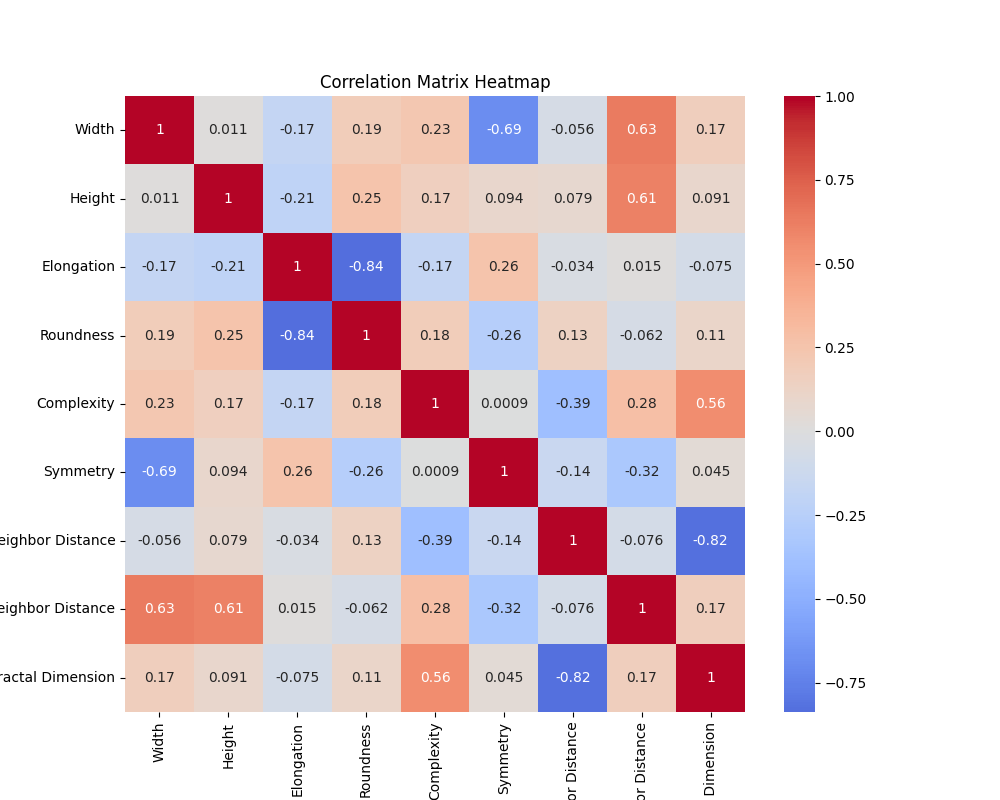 Correlation Matrix Heatmap
Width 1 0.011 -0.17 0.19 0.23 -0.69 -0.056 0.63 0.17
Height 0.011 1 -0.21 0.25 0.17 0.094 0.079 0.61 0.091
Elongation -0.17 -0.21 1 -0.84 -0.17 0.26 -0.034 0.015 -0.075
Roundness 0.19 0.25 -0.84 1 0.18 -0.26 0.13 -0.062 0.11
Complexity 0.23 0.17 -0.17 0.18 1 0.0009 -0.39 0.28 0.56
Symmetry -0.69 0.094 0.26 -0.26 0.0009 1 -0.14 -0.32 0.045
eighbor Distance -0.056 0.079 -0.034 0.13 -0.39 -0.14 1 -0.076 -0.82
eighbor Distance 0.63 0.61 0.015 -0.062 0.28 -0.32 -0.076 1 0.17
ractal Dimension 0.17 0.091 -0.075 0.11 0.56 0.045 -0.82 0.17 1
Width
Height
Elongation
Roundness
Complexity
Symmetry
or Distance
or Distance
Dimension
1.00
0.75
0.50
0.25
0.00
−0.25
−0.50
−0.75